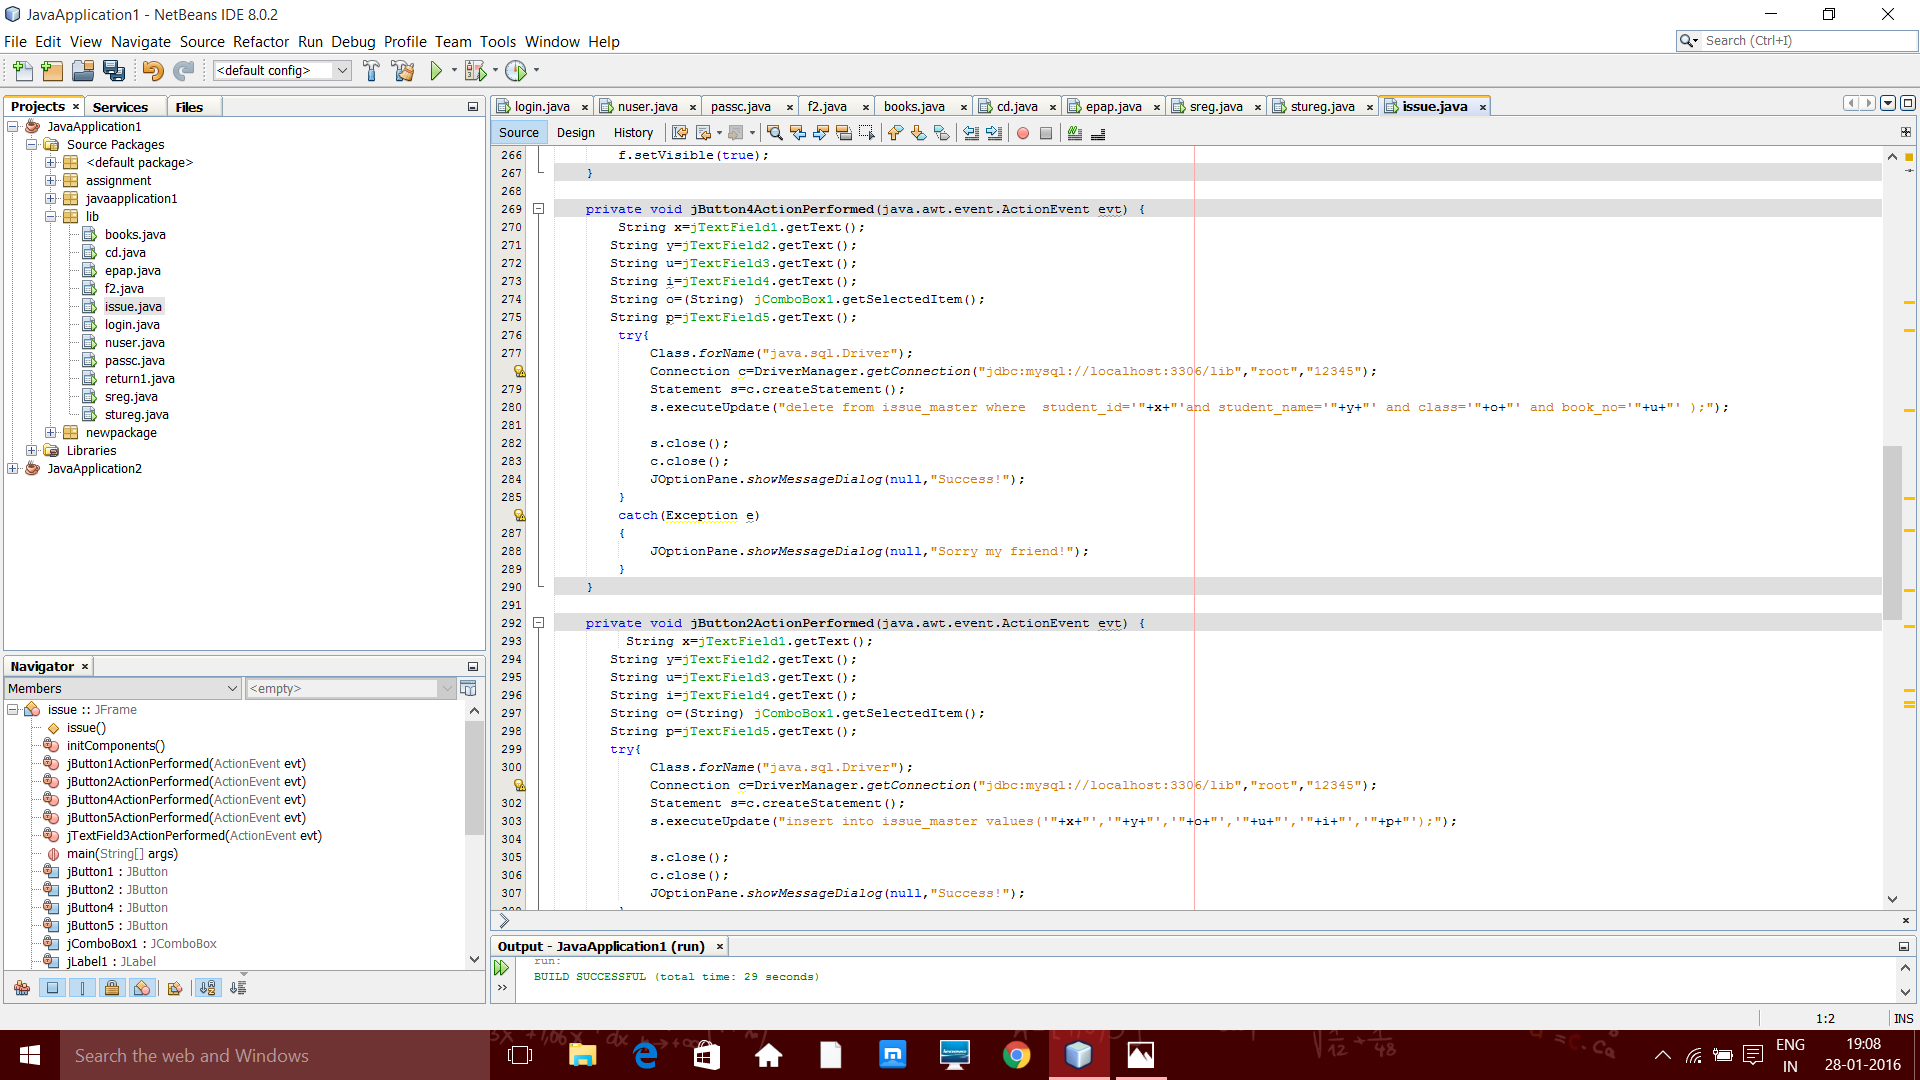 JavaApplication1 - NetBeans IDE 8.0.2
File Edit View Navigate Source Refactor Run Debug Profile Team Tools Window Help
Search (Ctrl+I)
<default config>
Projects Services Files
JavaApplication1
Source Packages
<default package>
assignment
javaapplication1
lib
books.java
cd.java
epap.java
f2.java
issue.java
login.java
nuser.java
passc.java
return1.java
sreg.java
stureg.java
newpackage
Libraries
JavaApplication2
Navigator
Members
<empty>
issue :: JFrame
issue()
initComponents()
jButton1ActionPerformed(ActionEvent evt)
jButton2ActionPerformed(ActionEvent evt)
jButton4ActionPerformed(ActionEvent evt)
jButton5ActionPerformed(ActionEvent evt)
jTextField3ActionPerformed(ActionEvent evt)
main(String[] args)
jButton1 : JButton
jButton2 : JButton
jButton4 : JButton
jButton5 : JButton
jComboBox1 : JComboBox
jLabel1 : JLabel
login.java nuser.java passc.java f2.java books.java cd.java epap.java sreg.java stureg.java issue.java
Source Design History
266 f.setVisible(true);
267 }
268
269 private void jButton4ActionPerformed(java.awt.event.ActionEvent evt) {
270 String x=jTextField1.getText();
271 String y=jTextField2.getText();
272 String u=jTextField3.getText();
273 String i=jTextField4.getText();
274 String o=(String) jComboBox1.getSelectedItem();
275 String p=jTextField5.getText();
276 try{
277 Class.forName("java.sql.Driver");
Connection c=DriverManager.getConnection("jdbc:mysql://localhost:3306/lib","root","12345");
279 Statement s=c.createStatement();
280 s.executeUpdate("delete from issue_master where  student_id='"+x+"'and student_name='"+y+"' and class='"+o+"' and book_no='"+u+"' );");
281
282 s.close();
283 c.close();
284 JOptionPane.showMessageDialog(null,"Success!");
285 }
catch(Exception e)
287 {
288 JOptionPane.showMessageDialog(null,"Sorry my friend!");
289 }
290 }
291
292 private void jButton2ActionPerformed(java.awt.event.ActionEvent evt) {
293 String x=jTextField1.getText();
294 String y=jTextField2.getText();
295 String u=jTextField3.getText();
296 String i=jTextField4.getText();
297 String o=(String) jComboBox1.getSelectedItem();
298 String p=jTextField5.getText();
299 try{
300 Class.forName("java.sql.Driver");
Connection c=DriverManager.getConnection("jdbc:mysql://localhost:3306/lib","root","12345");
302 Statement s=c.createStatement();
303 s.executeUpdate("insert into issue_master values('"+x+"','"+y+"','"+o+"','"+u+"','"+i+"','"+p+"');");
304
305 s.close();
306 c.close();
307 JOptionPane.showMessageDialog(null,"Success!");
Output - JavaApplication1 (run)
run:
BUILD SUCCESSFUL (total time: 29 seconds)
1:2 INS
Search the web and Windows
ENG
IN
19:08
28-01-2016